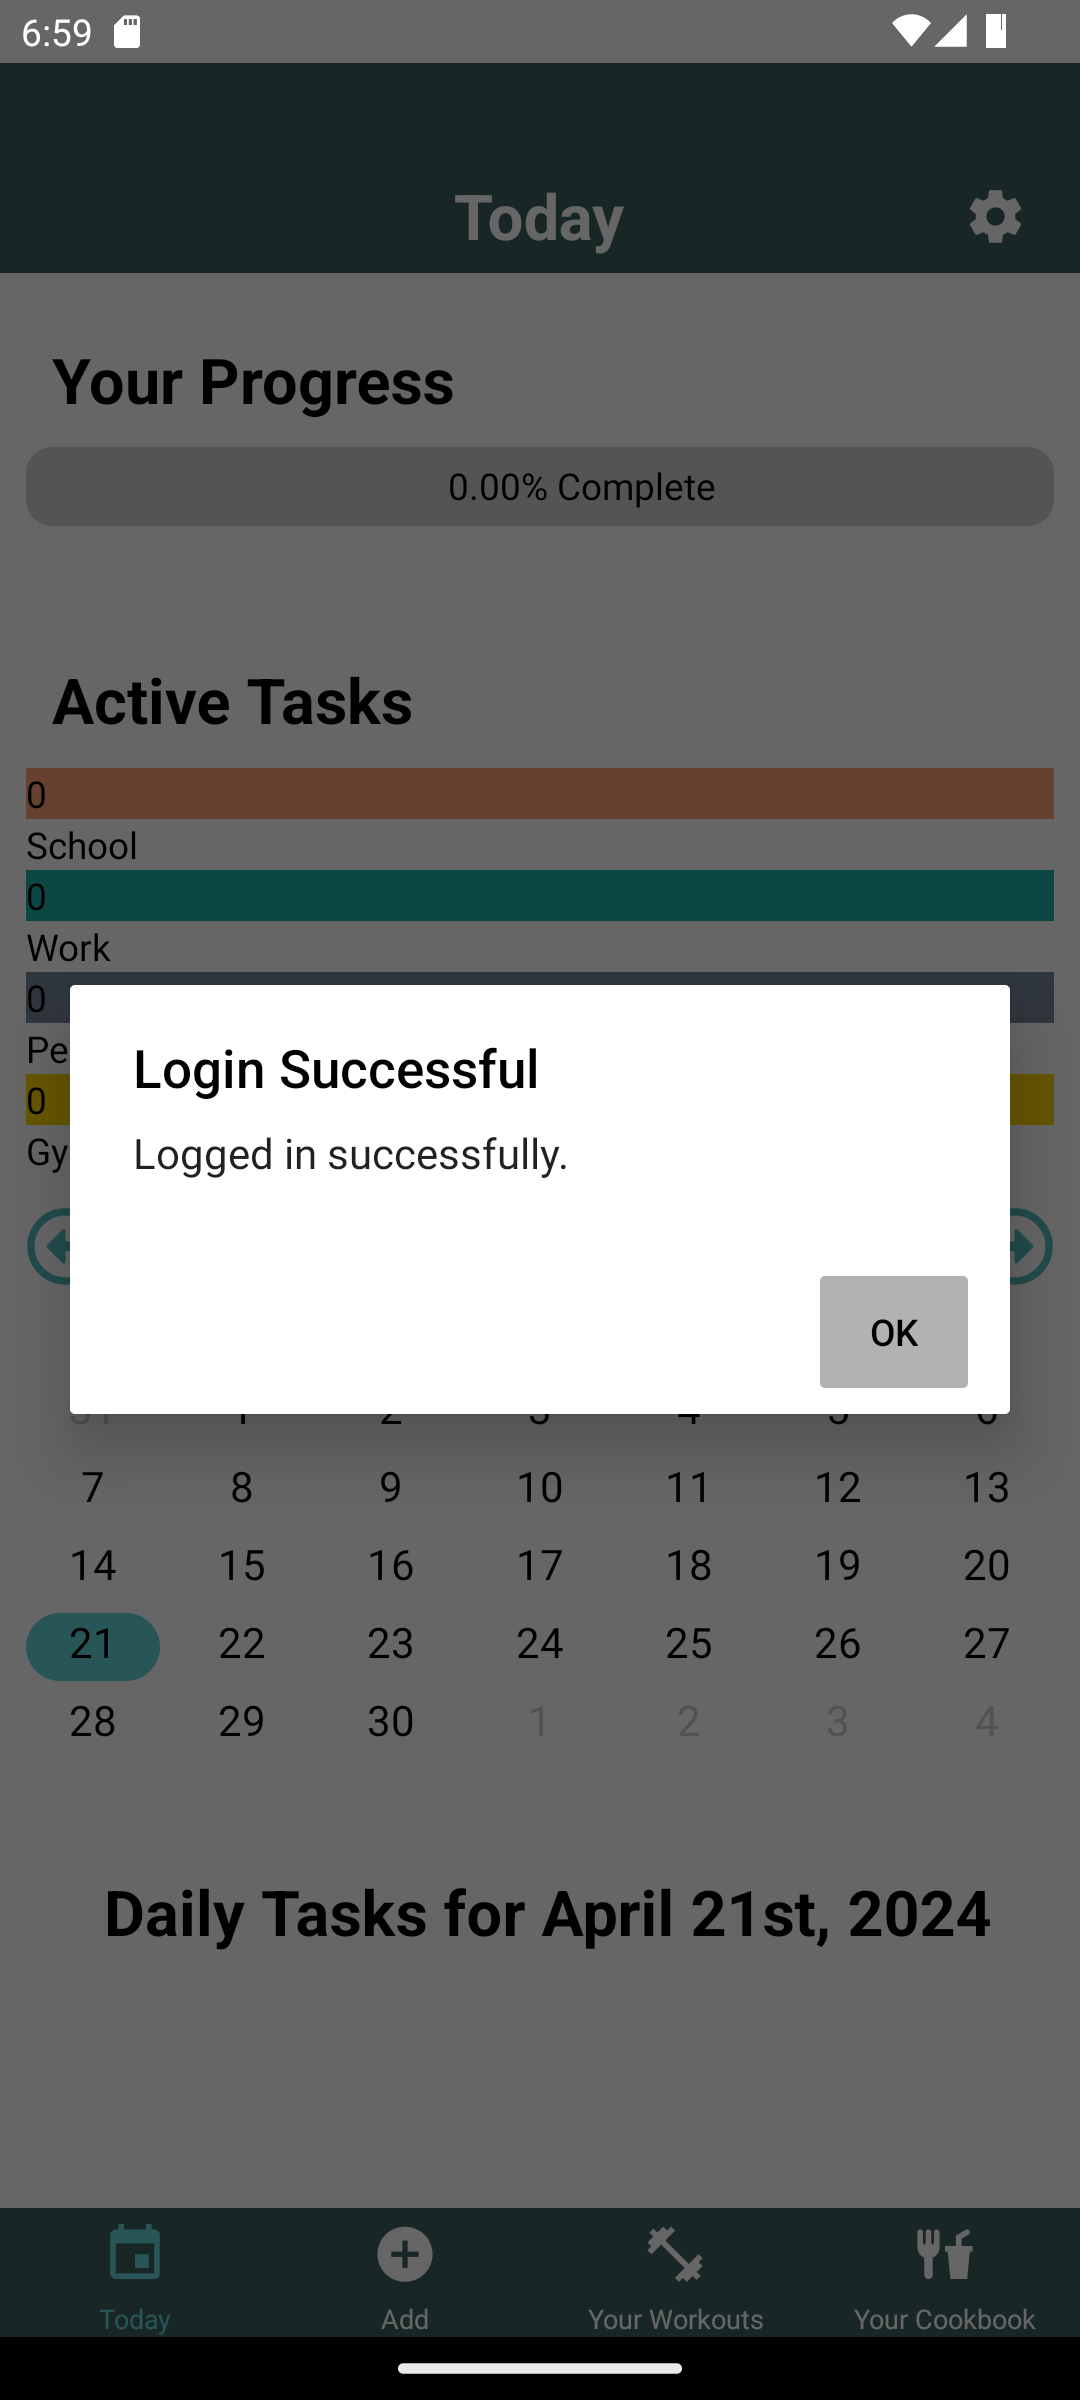 6:59
Today
Your Progress
0.00% Complete
Active Tasks
0
School
0
Work
0
Pe
0
Gy
Login Successful
Logged in successfully.
OK
31 1 2 3 4 5 6
7 8 9 10 11 12 13
14 15 16 17 18 19 20
21 22 23 24 25 26 27
28 29 30 1 2 3 4
Daily Tasks for April 21st, 2024
Today Add Your Workouts Your Cookbook